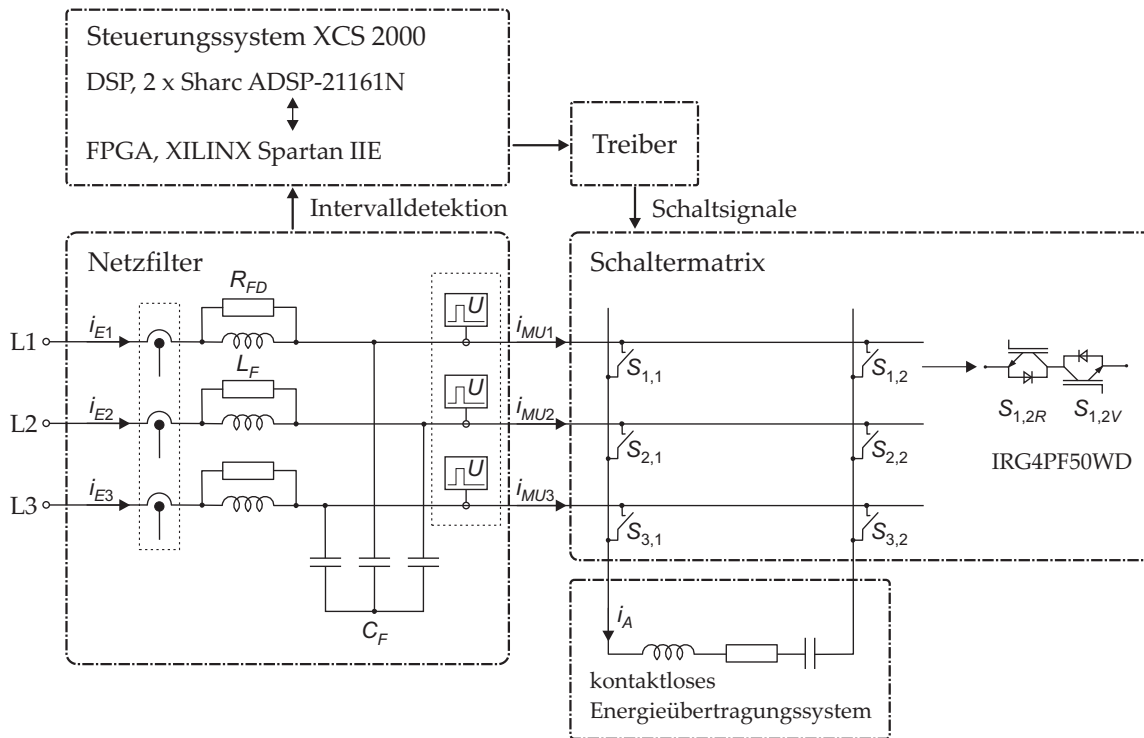 Steuerungssystem XCS 2000
DSP, 2 x Sharc ADSP-21161N
FPGA, XILINX Spartan IIE
Treiber
Intervalldetektion
Schaltsignale
Netzfilter
Schaltermatrix
R_FD
U
L1
i_E1
i_MU1
S_1,1
S_1,2
L_F
U
L2
i_E2
i_MU2
S_2,1
S_2,2
S_1,2R
S_1,2V
IRG4PF50WD
U
L3
i_E3
i_MU3
S_3,1
S_3,2
C_F
i_A
kontaktloses
Energieübertragungssystem